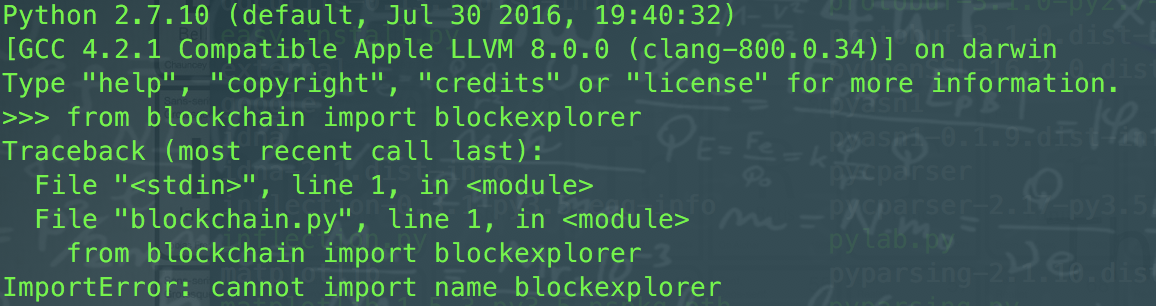 Python 2.7.10 (default, Jul 30 2016, 19:40:32)
[GCC 4.2.1 Compatible Apple LLVM 8.0.0 (clang-800.0.34)] on darwin
Type "help", "copyright", "credits" or "license" for more information.
>>> from blockchain import blockexplorer
Traceback (most recent call last):
  File "<stdin>", line 1, in <module>
  File "blockchain.py", line 1, in <module>
    from blockchain import blockexplorer
ImportError: cannot import name blockexplorer